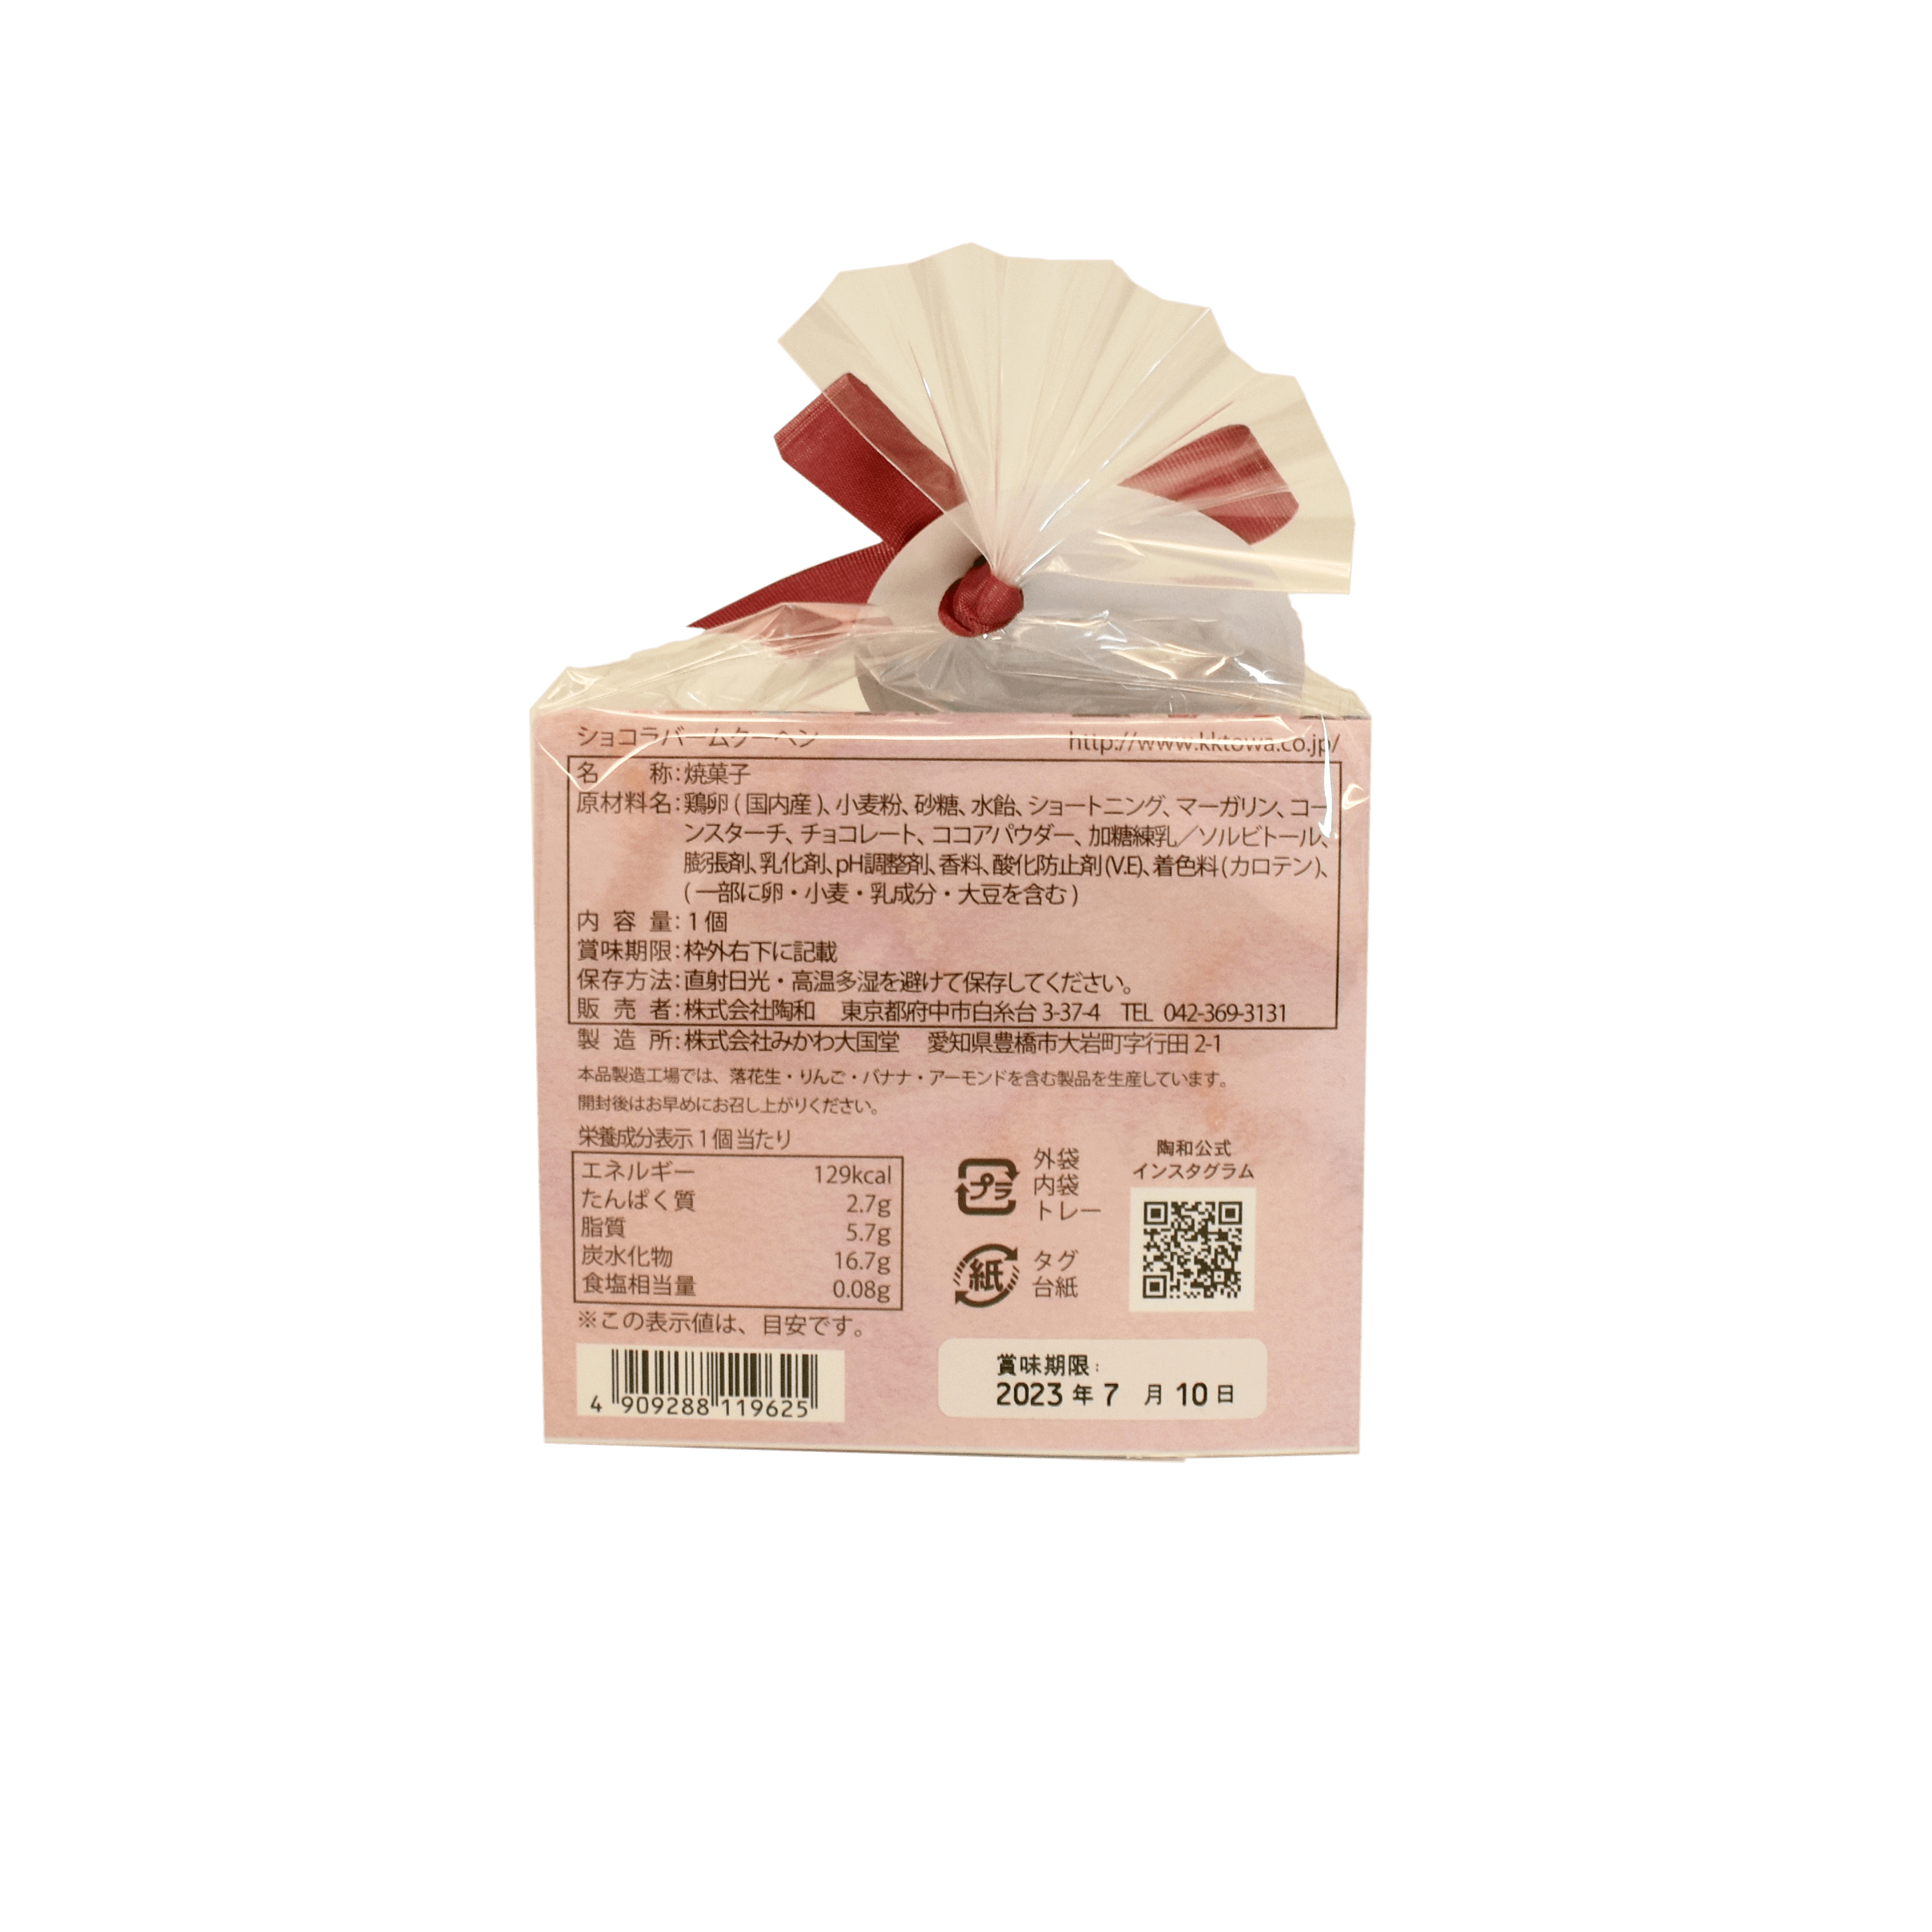 ショコラバームクーヘン http://www.kktowa.co.jp/
名 称:焼菓子
原材料名:鶏卵(国内産)、小麦粉、砂糖、水飴、ショートニング、マーガリン、コー
ンスターチ、チョコレート、ココアパウダー、加糖練乳／ソルビトール、
膨張剤、乳化剤、pH調整剤、香料、酸化防止剤(V.E)、着色料(カロテン)、
(一部に卵・小麦・乳成分・大豆を含む)
内容量:1個
賞味期限:枠外右下に記載
保存方法:直射日光・高温多湿を避けて保存してください。
販売者:株式会社陶和 東京都府中市白糸台 3-37-4 TEL 042-369-3131
製造所:株式会社みかわ大国堂 愛知県豊橋市大岩町字行田 2-1
本品製造工場では、落花生・りんご・バナナ・アーモンドを含む製品を生産しています。
開封後はお早めにお召し上がりください。
栄養成分表示1個当たり
エネルギー 129kcal
たんぱく質 2.7g
脂質 5.7g
炭水化物 16.7g
食塩相当量 0.08g
※この表示値は、目安です。
4 909288 119625
プラ
外袋
内袋
トレー
紙
タグ
台紙
陶和公式
インスタグラム
賞味期限:
2023年7 月10日